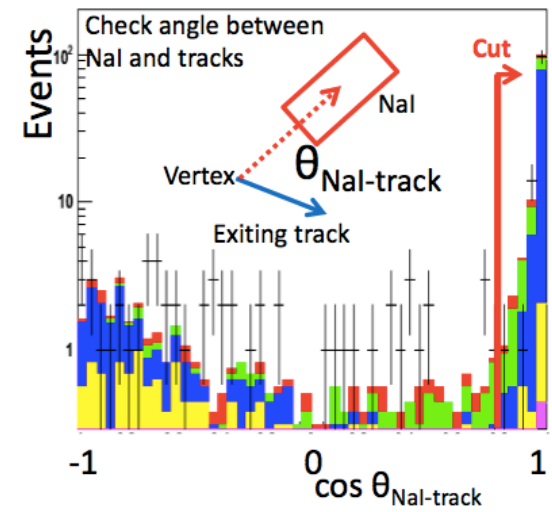 Check angle between
NaI and tracks
Cut
Events
10²
10
1
NaI
Vertex
θNaI-track
Exiting track
-1
0
1
cos θNaI-track